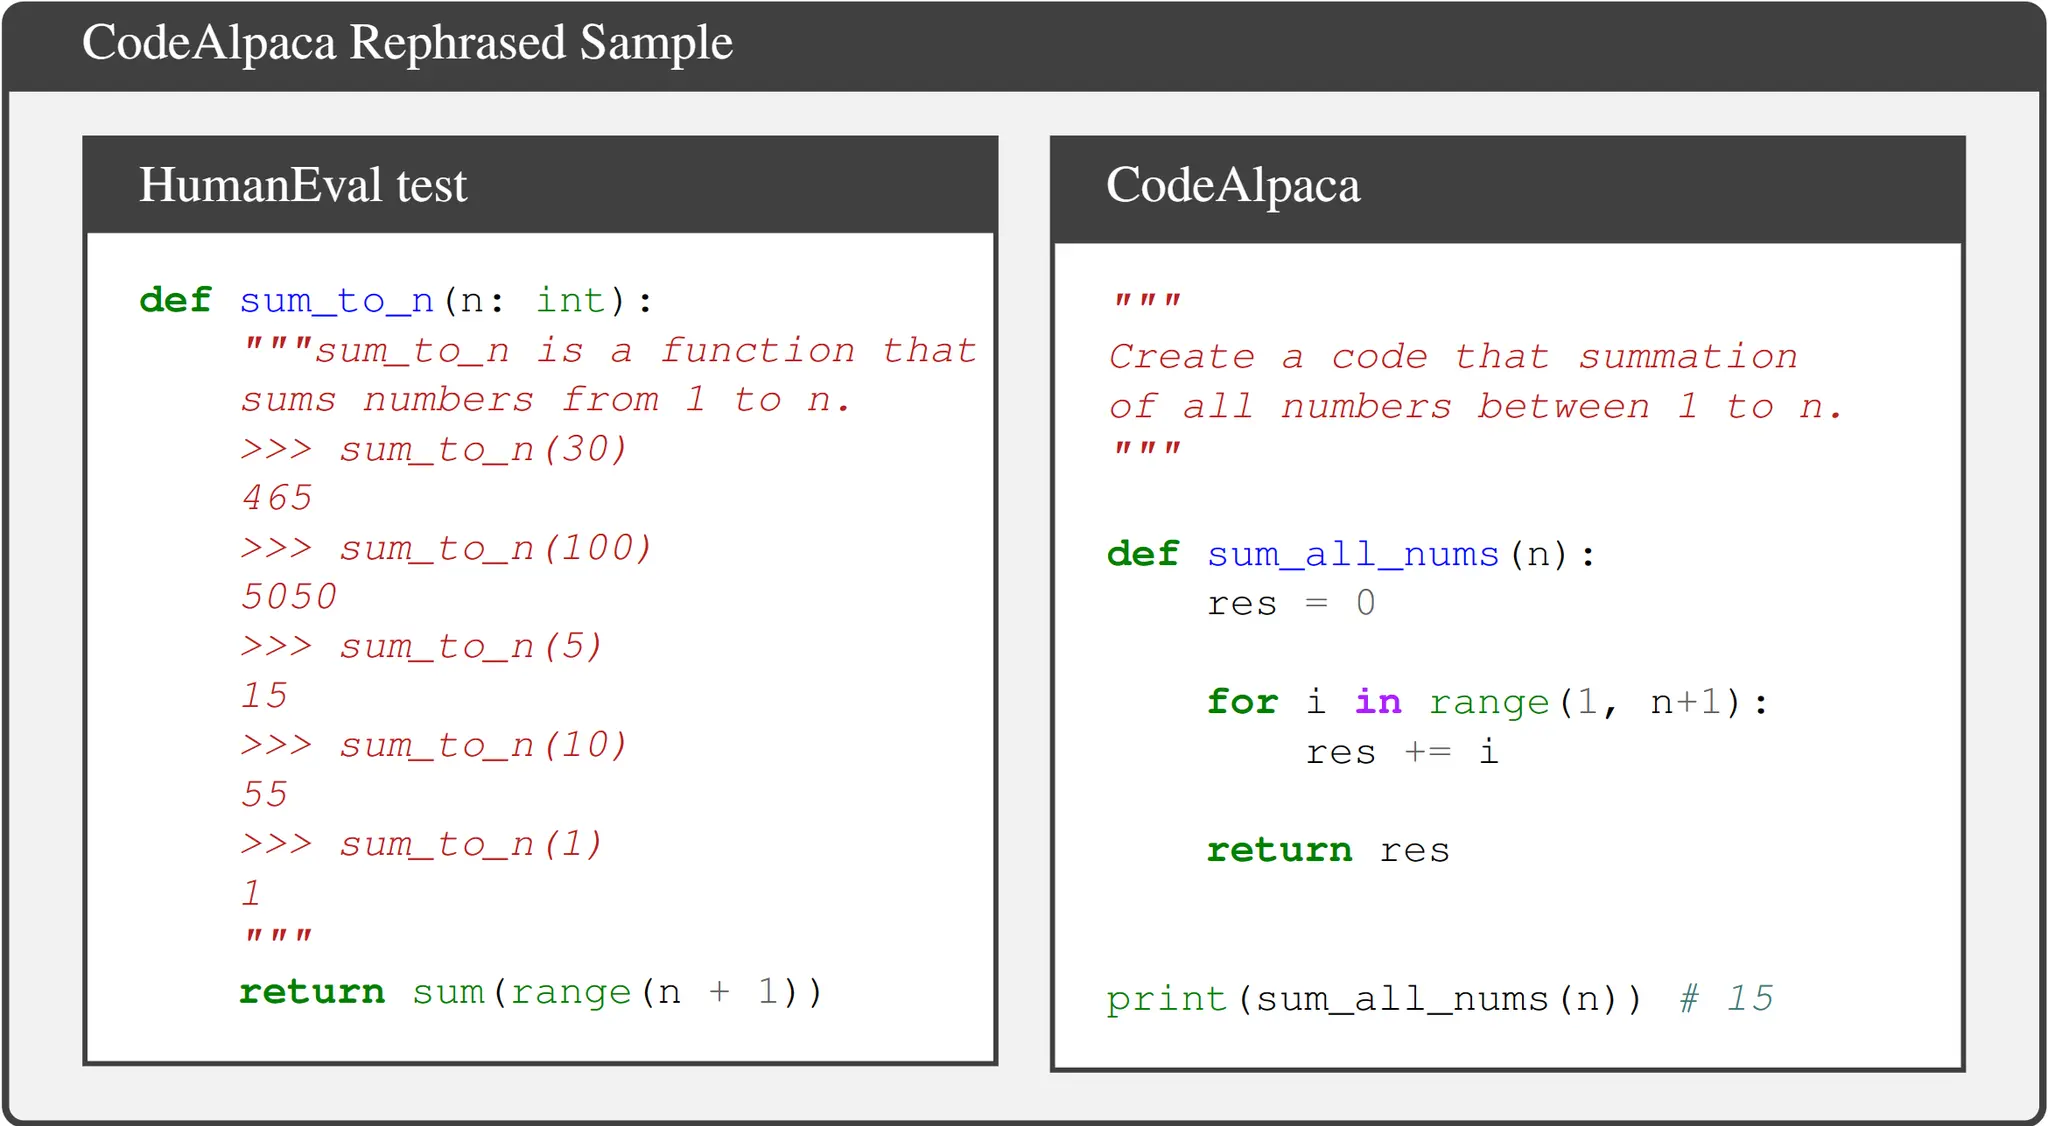 CodeAlpaca Rephrased Sample
HumanEval test
def sum_to_n(n: int):
    """sum_to_n is a function that
    sums numbers from 1 to n.
    >>> sum_to_n(30)
    465
    >>> sum_to_n(100)
    5050
    >>> sum_to_n(5)
    15
    >>> sum_to_n(10)
    55
    >>> sum_to_n(1)
    1
    """
    return sum(range(n + 1))
CodeAlpaca
"""
Create a code that summation
of all numbers between 1 to n.
"""
def sum_all_nums(n):
    res = 0
    for i in range(1, n+1):
        res += i
    return res
print(sum_all_nums(n)) # 15